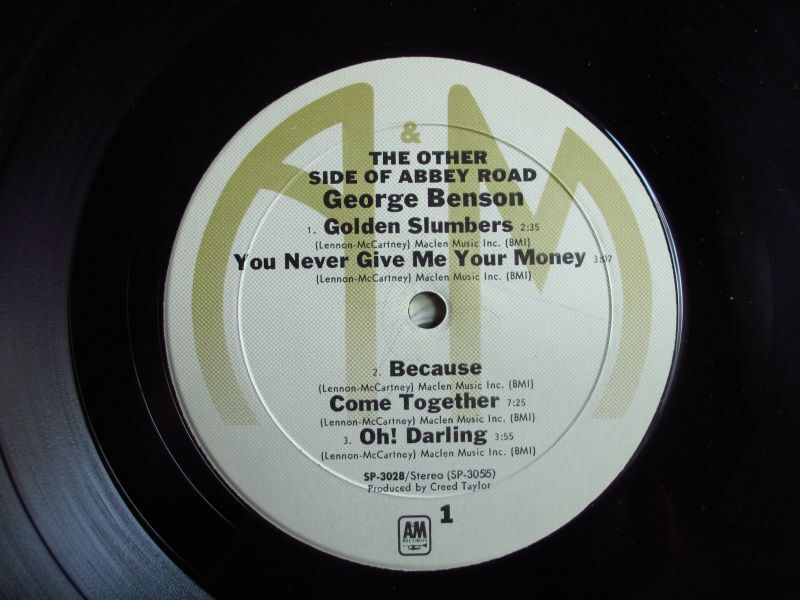 &
THE OTHER
SIDE OF ABBEY ROAD
George Benson
1. Golden Slumbers 2:35
(Lennon-McCartney) Maclen Music Inc. (BMI)
You Never Give Me Your Money 3:07
(Lennon-McCartney) Maclen Music Inc. (BMI)
2. Because
(Lennon-McCartney) Maclen Music Inc. (BMI)
Come Together 7:25
(Lennon-McCartney) Maclen Music Inc. (BMI)
3. Oh! Darling 3:55
(Lennon-McCartney) Maclen Music Inc. (BMI)
SP-3028/Stereo (SP-3055)
Produced by Creed Taylor
A&M
RECORDS
1